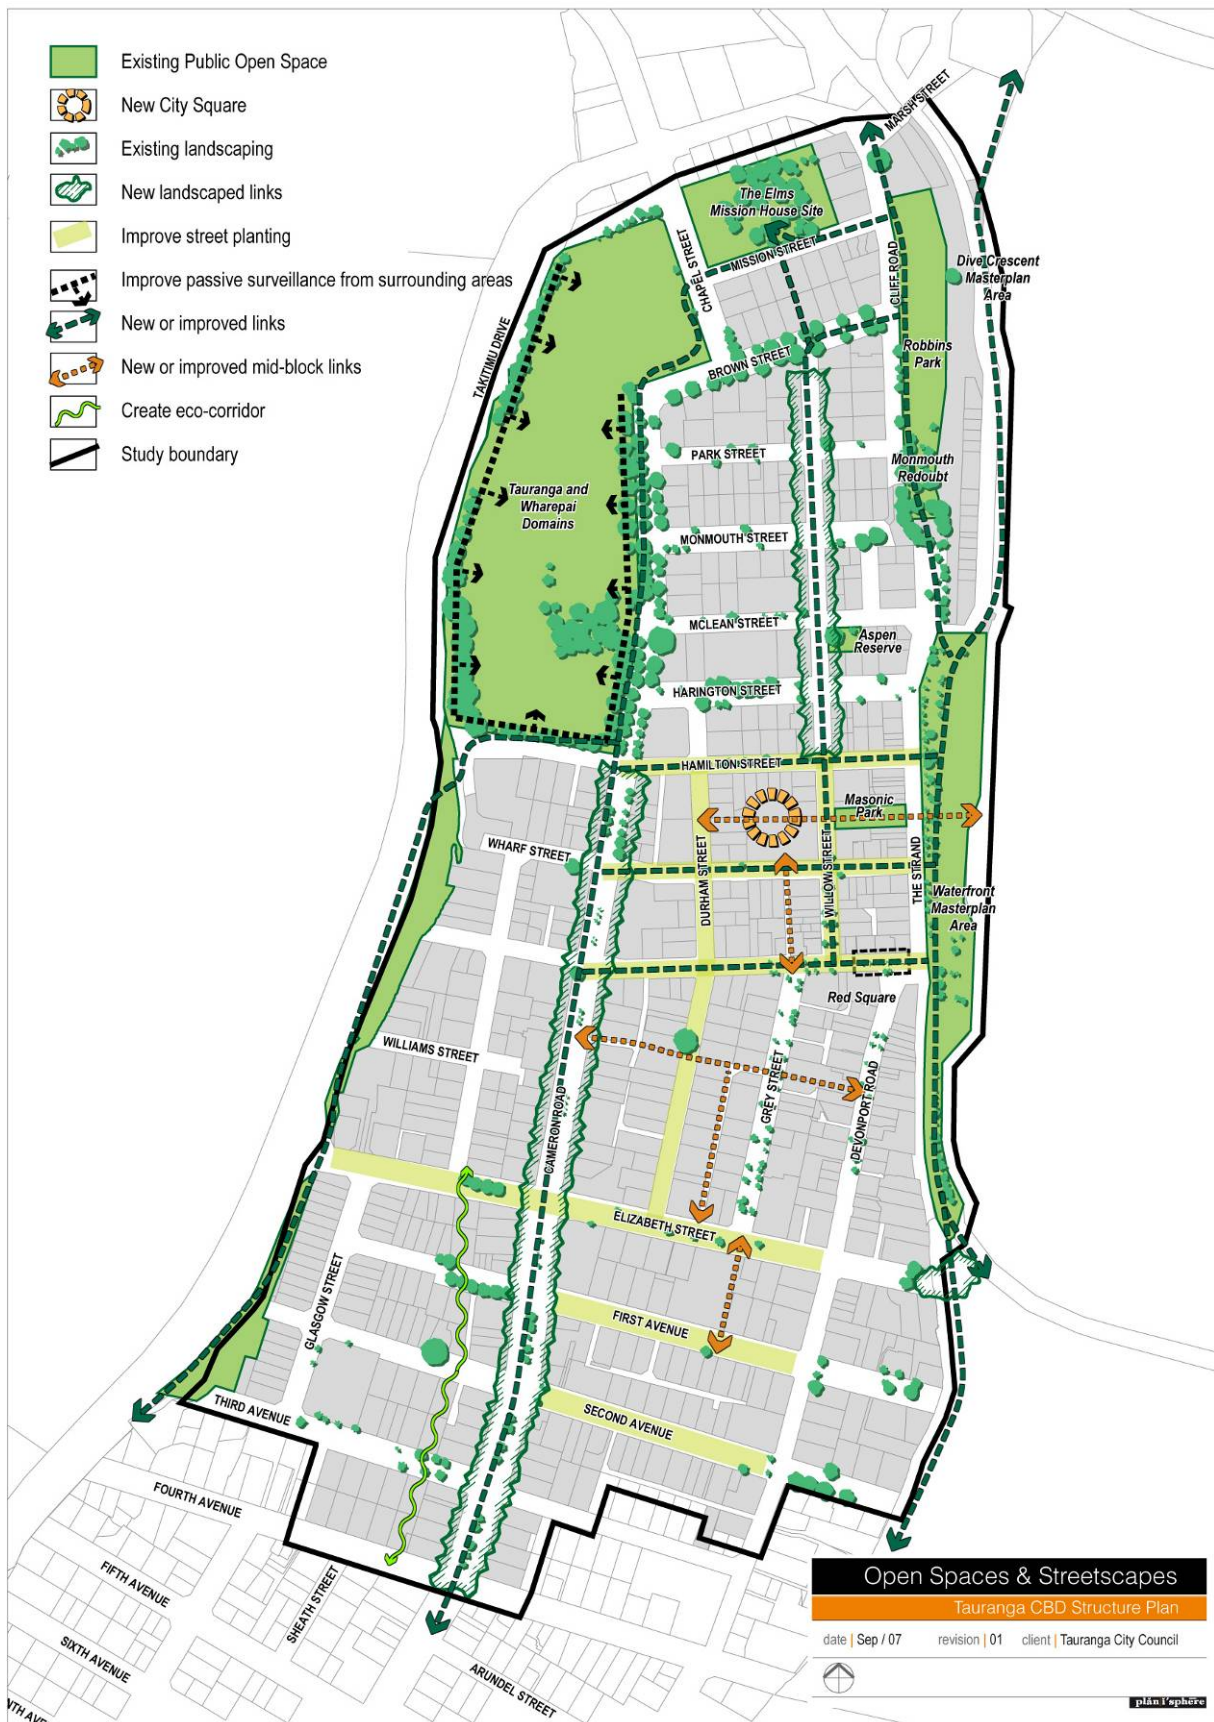 Existing Public Open Space
New City Square
Existing landscaping
New landscaped links
Improve street planting
Improve passive surveillance from surrounding areas
New or improved links
New or improved mid-block links
Create eco-corridor
Study boundary
MARSH STREET
The Elms
Mission House Site
CHAPEL STREET
MISSION STREET
CLIFF ROAD
Dive Crescent
Masterplan
Area
TAKITIMU DRIVE
BROWN STREET
Robbins
Park
PARK STREET
Monmouth
Redoubt
Tauranga and
Wharepai
Domains
MONMOUTH STREET
MCLEAN STREET
Aspen
Reserve
HARINGTON STREET
HAMILTON STREET
Masonic
Park
WHARF STREET
DURHAM STREET
WILLOW STREET
THE STRAND
Waterfront
Masterplan
Area
Red Square
WILLIAMS STREET
CAMERON ROAD
GREY STREET
DEVONPORT ROAD
ELIZABETH STREET
GLASGOW STREET
FIRST AVENUE
SECOND AVENUE
THIRD AVENUE
FOURTH AVENUE
FIFTH AVENUE
SHEATH STREET
SIXTH AVENUE
ARUNDEL STREET
Open Spaces & Streetscapes
Tauranga CBD Structure Plan
date | Sep / 07 revision | 01 client | Tauranga City Council
plan i'sphere